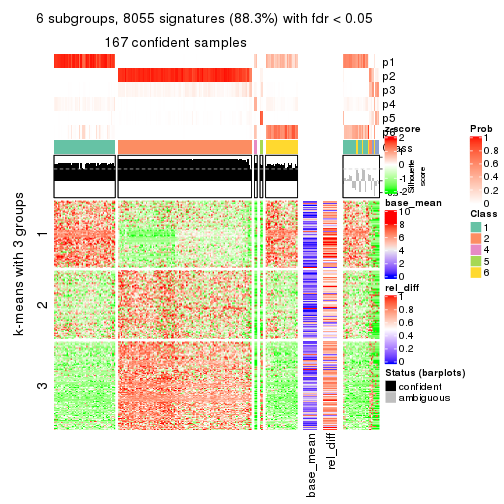 6 subgroups, 8055 signatures (88.3%) with fdr < 0.05
167 confident samples
p1
p2
p3
p4
p5
p6
Class
Silhouette
score
k-means with 3 groups
1
2
3
base_mean
rel_diff
z-score
2
1
0
-1
-2
base_mean
10
8
6
4
2
0
rel_diff
1
0.8
0.6
0.4
0.2
0
Status (barplots)
confident
ambiguous
Prob
1
0.8
0.6
0.4
0.2
0
Class
1
2
4
5
6